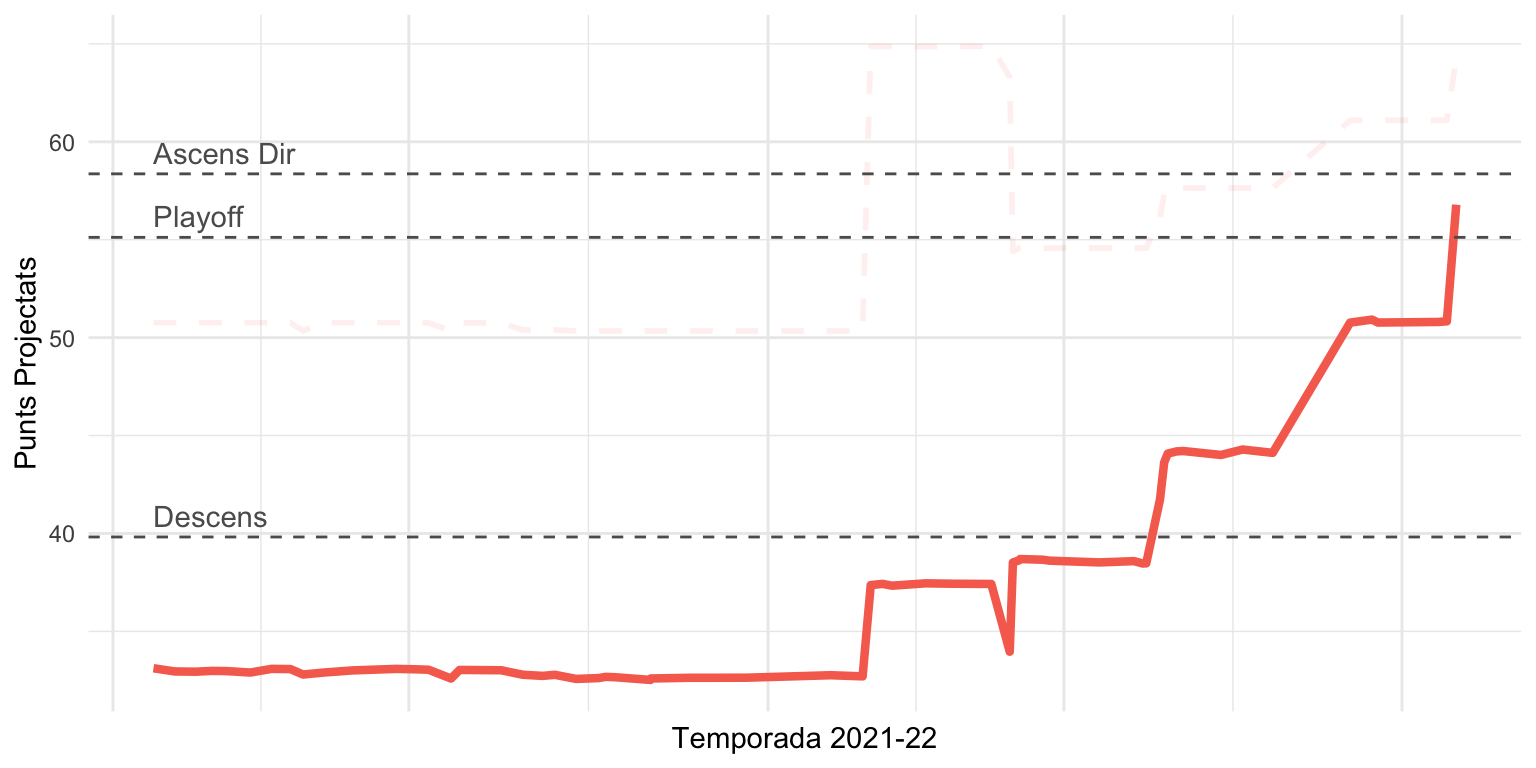 60
Ascens Dir
Playoff
50
Descens
40
Punts Projectats
Temporada 2021-22